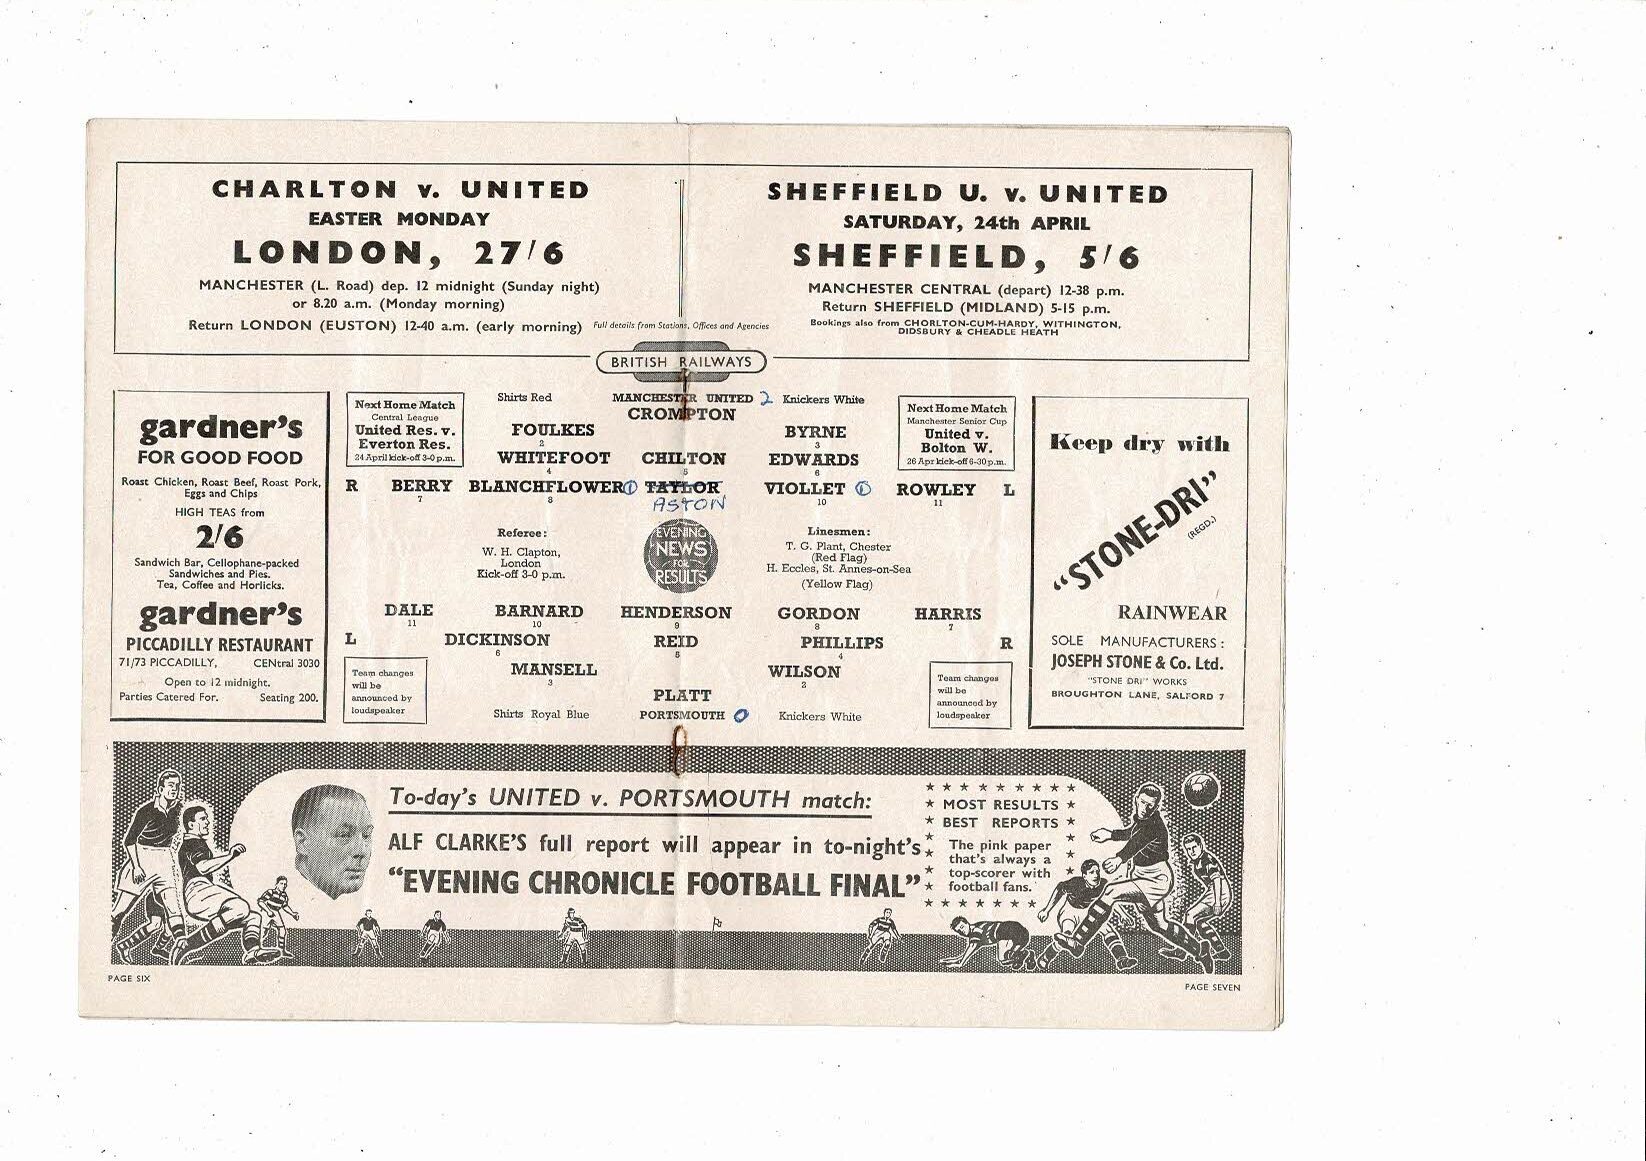 CHARLTON v. UNITED
EASTER MONDAY
LONDON, 27/6
MANCHESTER (L. Road) dep. 12 midnight (Sunday night)
or 8.20 a.m. (Monday morning)
Return LONDON (EUSTON) 12-40 a.m. (early morning)
Full details from Stations, Offices and Agencies
SHEFFIELD U. v. UNITED
SATURDAY, 24th APRIL
SHEFFIELD, 5/6
MANCHESTER CENTRAL (depart) 12-38 p.m.
Return SHEFFIELD (MIDLAND) 5-15 p.m.
Bookings also from CHORLTON-CUM-HARDY, WITHINGTON,
DIDSBURY & CHEADLE HEATH
BRITISH RAILWAYS
gardner's
FOR GOOD FOOD
Roast Chicken, Roast Beef, Roast Pork,
Eggs and Chips
HIGH TEAS from
2/6
Sandwich Bar, Cellophane-packed
Sandwiches and Pies.
Tea, Coffee and Horlicks.
gardner's
PICCADILLY RESTAURANT
71/73 PICCADILLY, CENtral 3030
Open to 12 midnight.
Parties Catered For. Seating 200.
Next Home Match
Central League
United Res. v.
Everton Res.
24 April kick-off 3-0 p.m.
Shirts Red MANCHESTER UNITED 2 Knickers White
CROMPTON
FOULKES BYRNE
2 3
WHITEFOOT CHILTON EDWARDS
4 5 6
R BERRY BLANCHFLOWER 1 TAYLOR VIOLLET 1 ROWLEY L
7 8 ASTON 10 11
Next Home Match
Manchester Senior Cup
United v.
Bolton W.
26 Apr kick-off 6-30 p.m.
Referee:
W. H. Clapton,
London
Kick-off 3-0 p.m.
EVENING
NEWS
FOR
RESULTS
Linesmen:
T. G. Plant, Chester
(Red Flag)
H. Eccles, St. Annes-on-Sea
(Yellow Flag)
DALE BARNARD HENDERSON GORDON HARRIS
11 10 9 8 7
L DICKINSON REID PHILLIPS R
6 5 4
MANSELL WILSON
3 2
PLATT
Shirts Royal Blue PORTSMOUTH 0 Knickers White
Team changes
will be
announced by
loudspeaker
Team changes
will be
announced by
loudspeaker
Keep dry with
"STONE-DRI"
(REGD.)
RAINWEAR
SOLE MANUFACTURERS:
JOSEPH STONE & Co. Ltd.
"STONE DRI" WORKS
BROUGHTON LANE, SALFORD 7
To-day's UNITED v. PORTSMOUTH match:
ALF CLARKE'S full report will appear in to-night's
"EVENING CHRONICLE FOOTBALL FINAL"
MOST RESULTS
BEST REPORTS
The pink paper
that's always a
top-scorer with
football fans.
PAGE SIX
PAGE SEVEN